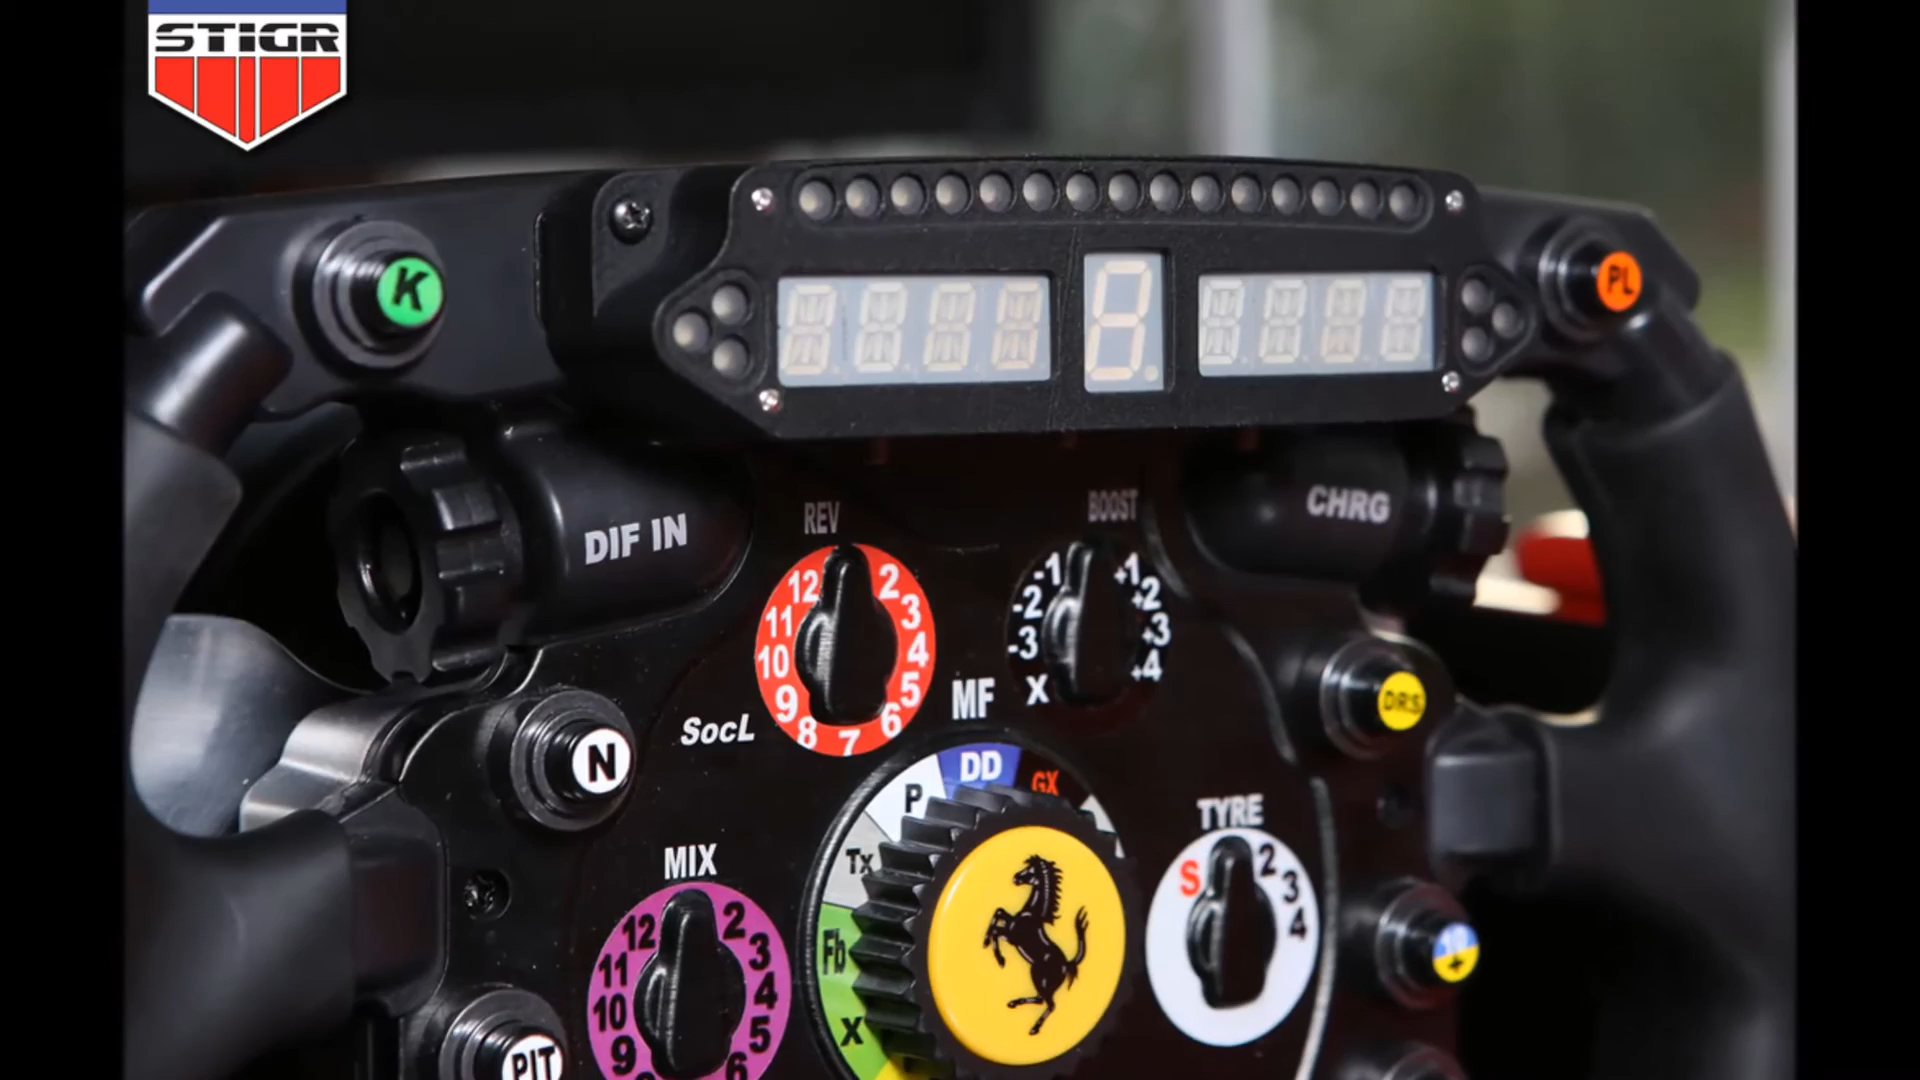 STIGR
K
PL
DIF IN
REV
BOOST
CHRG
12
2
11
3
10
4
9
5
8
7
6
-1
+1
-2
+2
-3
+3
X
+4
SocL
MF
N
DRS
DD
GX
P
Tx
Fb
X
TYRE
S
2
3
4
MIX
12
2
11
3
10
4
9
5
6
10
+
PIT